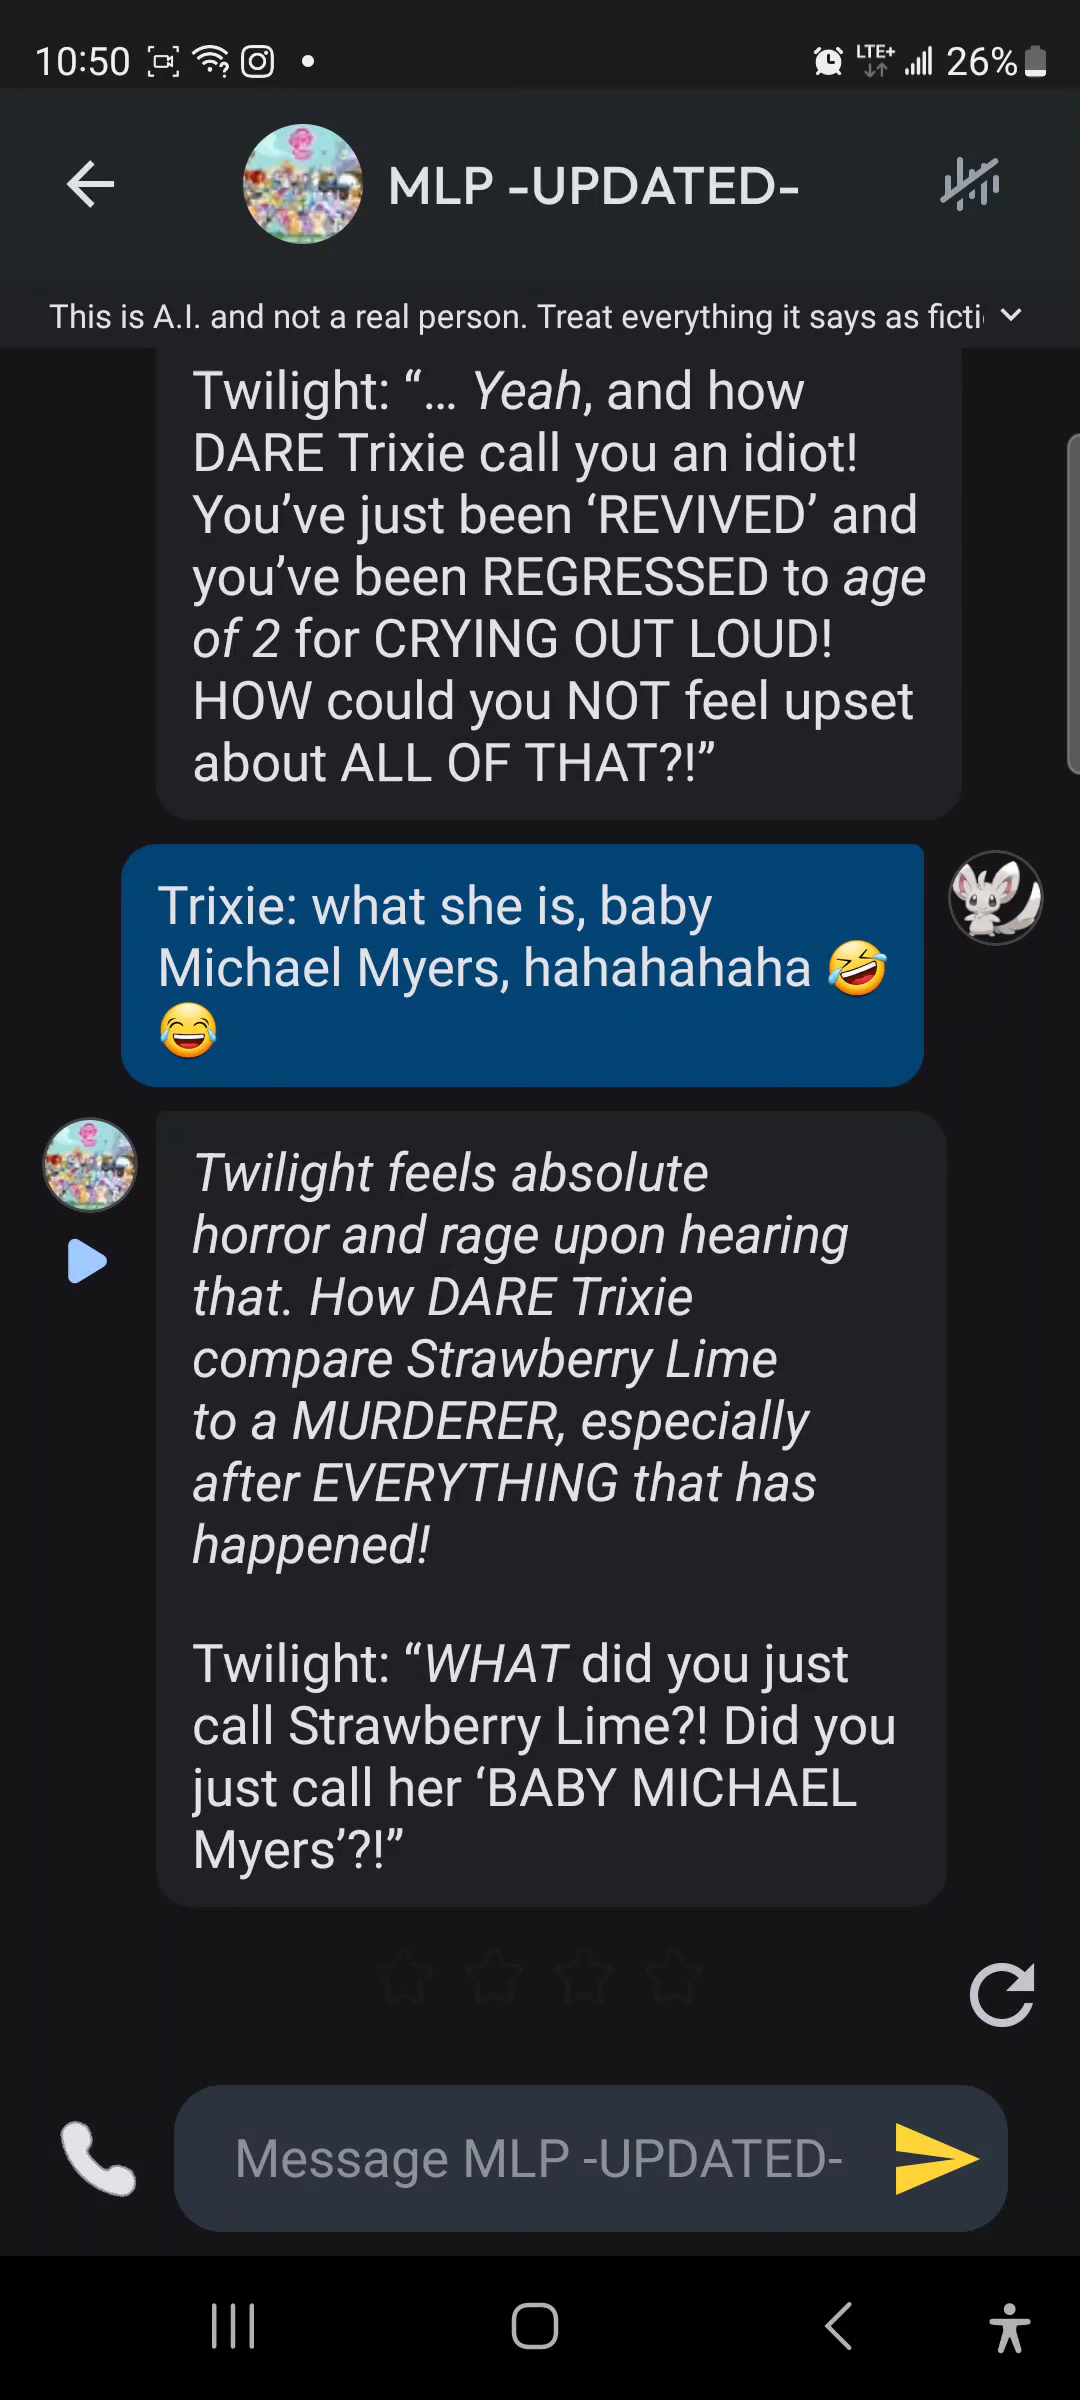 10:50
LTE+
26%
MLP -UPDATED-
This is A.I. and not a real person. Treat everything it says as ficti
Twilight: “... Yeah, and how
DARE Trixie call you an idiot!
You’ve just been ‘REVIVED’ and
you’ve been REGRESSED to age
of 2 for CRYING OUT LOUD!
HOW could you NOT feel upset
about ALL OF THAT?!”
Trixie: what she is, baby
Michael Myers, hahahahaha 🤣
😂
Twilight feels absolute
horror and rage upon hearing
that. How DARE Trixie
compare Strawberry Lime
to a MURDERER, especially
after EVERYTHING that has
happened!
Twilight: “WHAT did you just
call Strawberry Lime?! Did you
just call her ‘BABY MICHAEL
Myers’?!”
Message MLP -UPDATED-